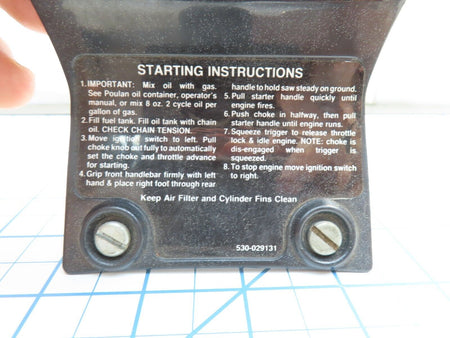 STARTING INSTRUCTIONS
1.IMPORTANT: Mix oil with gas.
See Poulan oil container, operator's
manual, or mix 8 oz. 2 cycle oil per
gallon of gas.
2. Fill fuel tank. Fill oil tank with chain
oil. CHECK CHAIN TENSION.
3. Move ignition switch to left. Pull
choke knob out fully to automatically
set the choke and throttle advance
for starting.
4. Grip front handlebar firmly with left
hand & place right foot through rear
handle to hold saw steady on ground.
5. Pull starter handle quickly until
engine fires.
6. Push choke in halfway, then pull
starter handle until engine runs.
7. Squeeze trigger to release throttle
lock & idle engine. NOTE: choke is
dis-engaged when trigger is
squeezed.
8. To stop engine move ignition switch
to right.
Keep Air Filter and Cylinder Fins Clean
530-029131